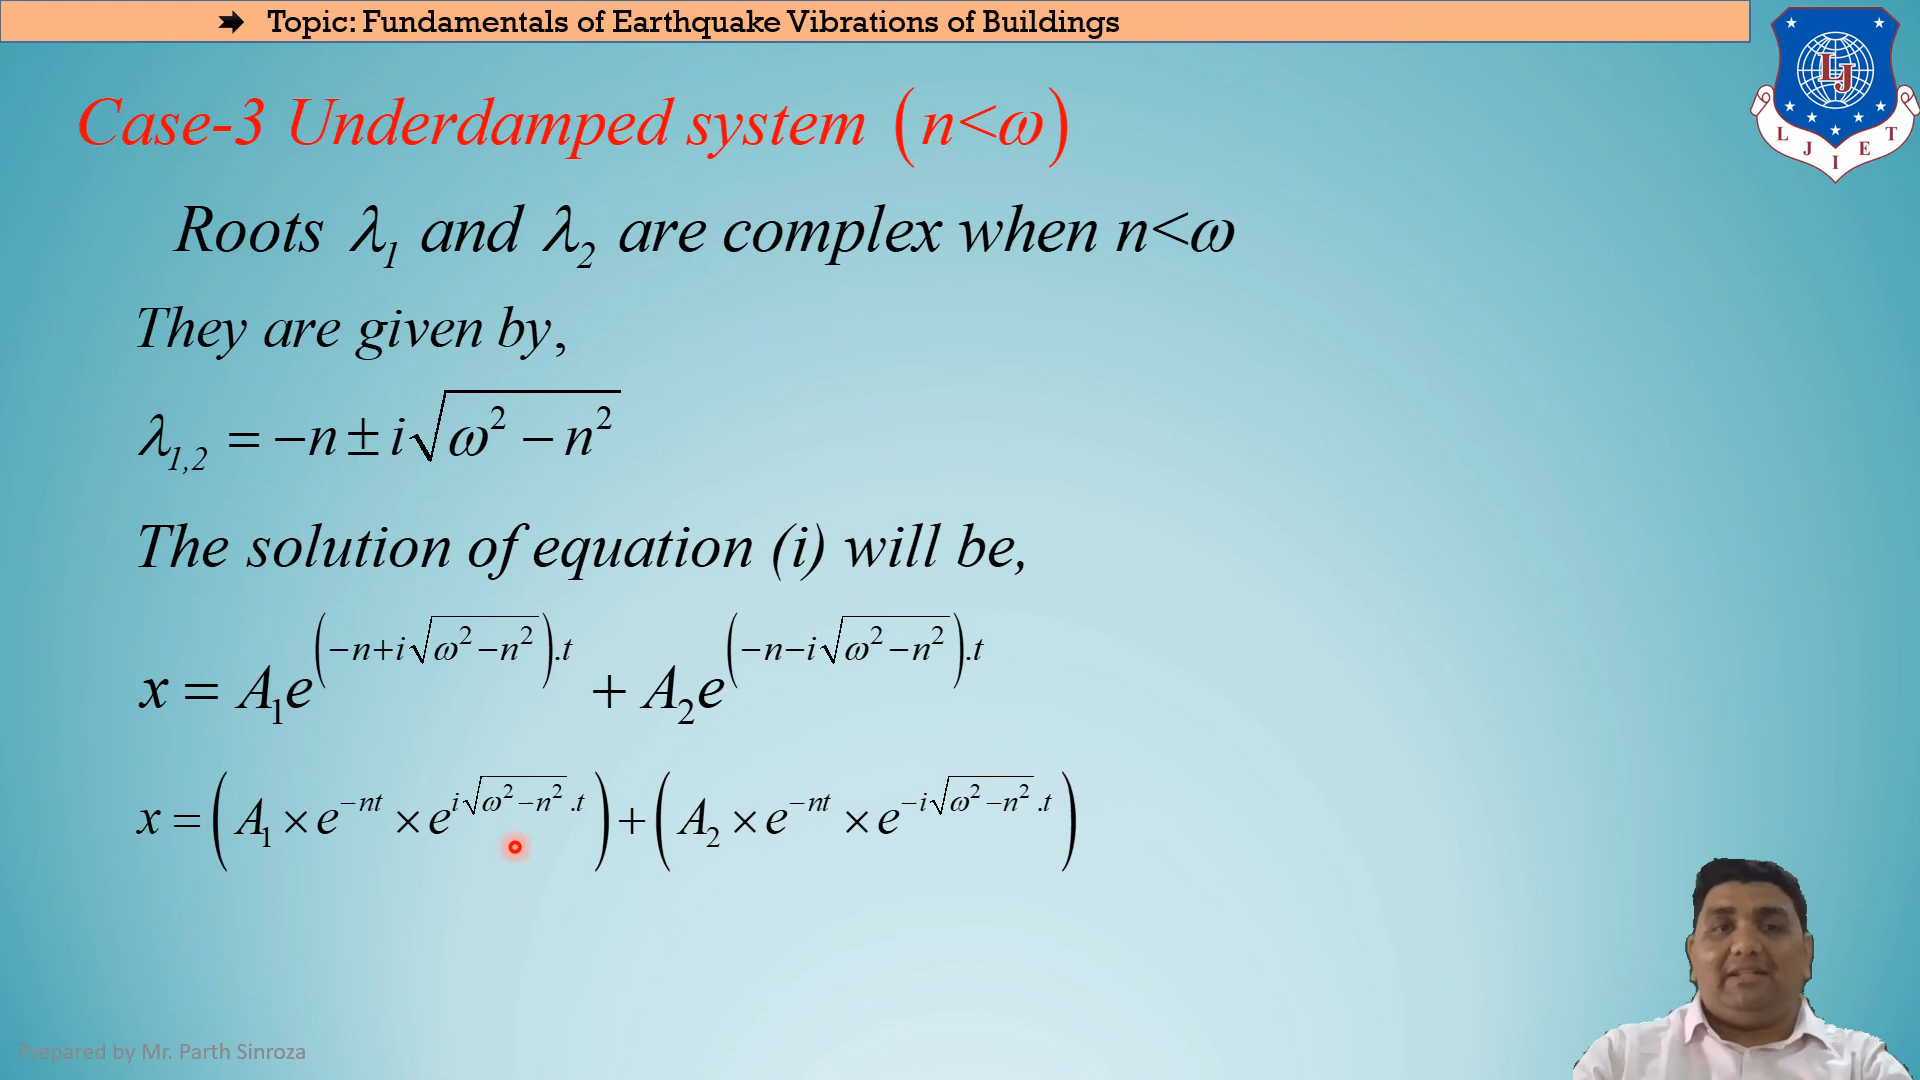 ➔ Topic: Fundamentals of Earthquake Vibrations of Buildings
Case-3 Underdamped system (n<ω)
Roots λ₁ and λ₂ are complex when n<ω
They are given by,
λ₁,₂ = −n ± i√(ω² − n²)
The solution of equation (i) will be,
x = A₁e^(−n+i√(ω²−n²)).t + A₂e^(−n−i√(ω²−n²)).t
x = (A₁ × e^−nt × e^i√(ω²−n²).t) + (A₂ × e^−nt × e^−i√(ω²−n²).t)
Prepared by Mr. Parth Sinroza
LJ
L J I E T